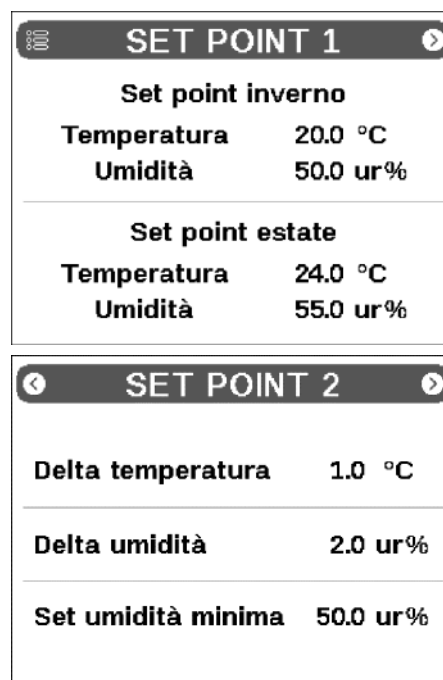 SET POINT 1
Set point inverno
Temperatura 20.0 °C
Umidità 50.0 ur%
Set point estate
Temperatura 24.0 °C
Umidità 55.0 ur%
SET POINT 2
Delta temperatura 1.0 °C
Delta umidità 2.0 ur%
Set umidità minima 50.0 ur%